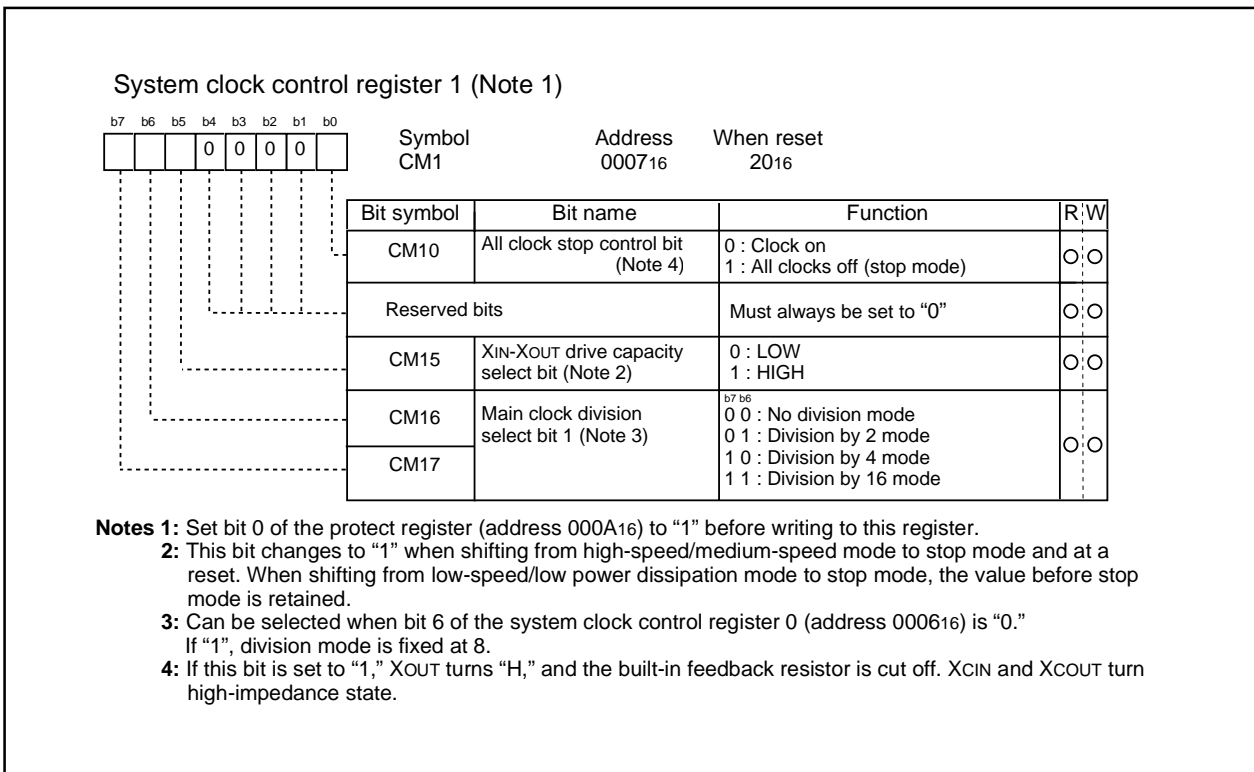 System clock control register 1 (Note 1)
b7 b6 b5 b4 b3 b2 b1 b0
0 0 0 0
Symbol Address When reset
CM1 000716 2016
Bit symbol Bit name Function R W
CM10 All clock stop control bit (Note 4) 0 : Clock on
1 : All clocks off (stop mode)
Reserved bits Must always be set to “0”
CM15 XIN-XOUT drive capacity select bit (Note 2) 0 : LOW
1 : HIGH
CM16 Main clock division select bit 1 (Note 3) b7 b6
0 0 : No division mode
0 1 : Division by 2 mode
CM17 1 0 : Division by 4 mode
1 1 : Division by 16 mode
Notes 1: Set bit 0 of the protect register (address 000A16) to “1” before writing to this register.
2: This bit changes to “1” when shifting from high-speed/medium-speed mode to stop mode and at a
reset. When shifting from low-speed/low power dissipation mode to stop mode, the value before stop
mode is retained.
3: Can be selected when bit 6 of the system clock control register 0 (address 000616) is “0.”
If “1”, division mode is fixed at 8.
4: If this bit is set to “1,” XOUT turns “H,” and the built-in feedback resistor is cut off. XCIN and XCOUT turn
high-impedance state.